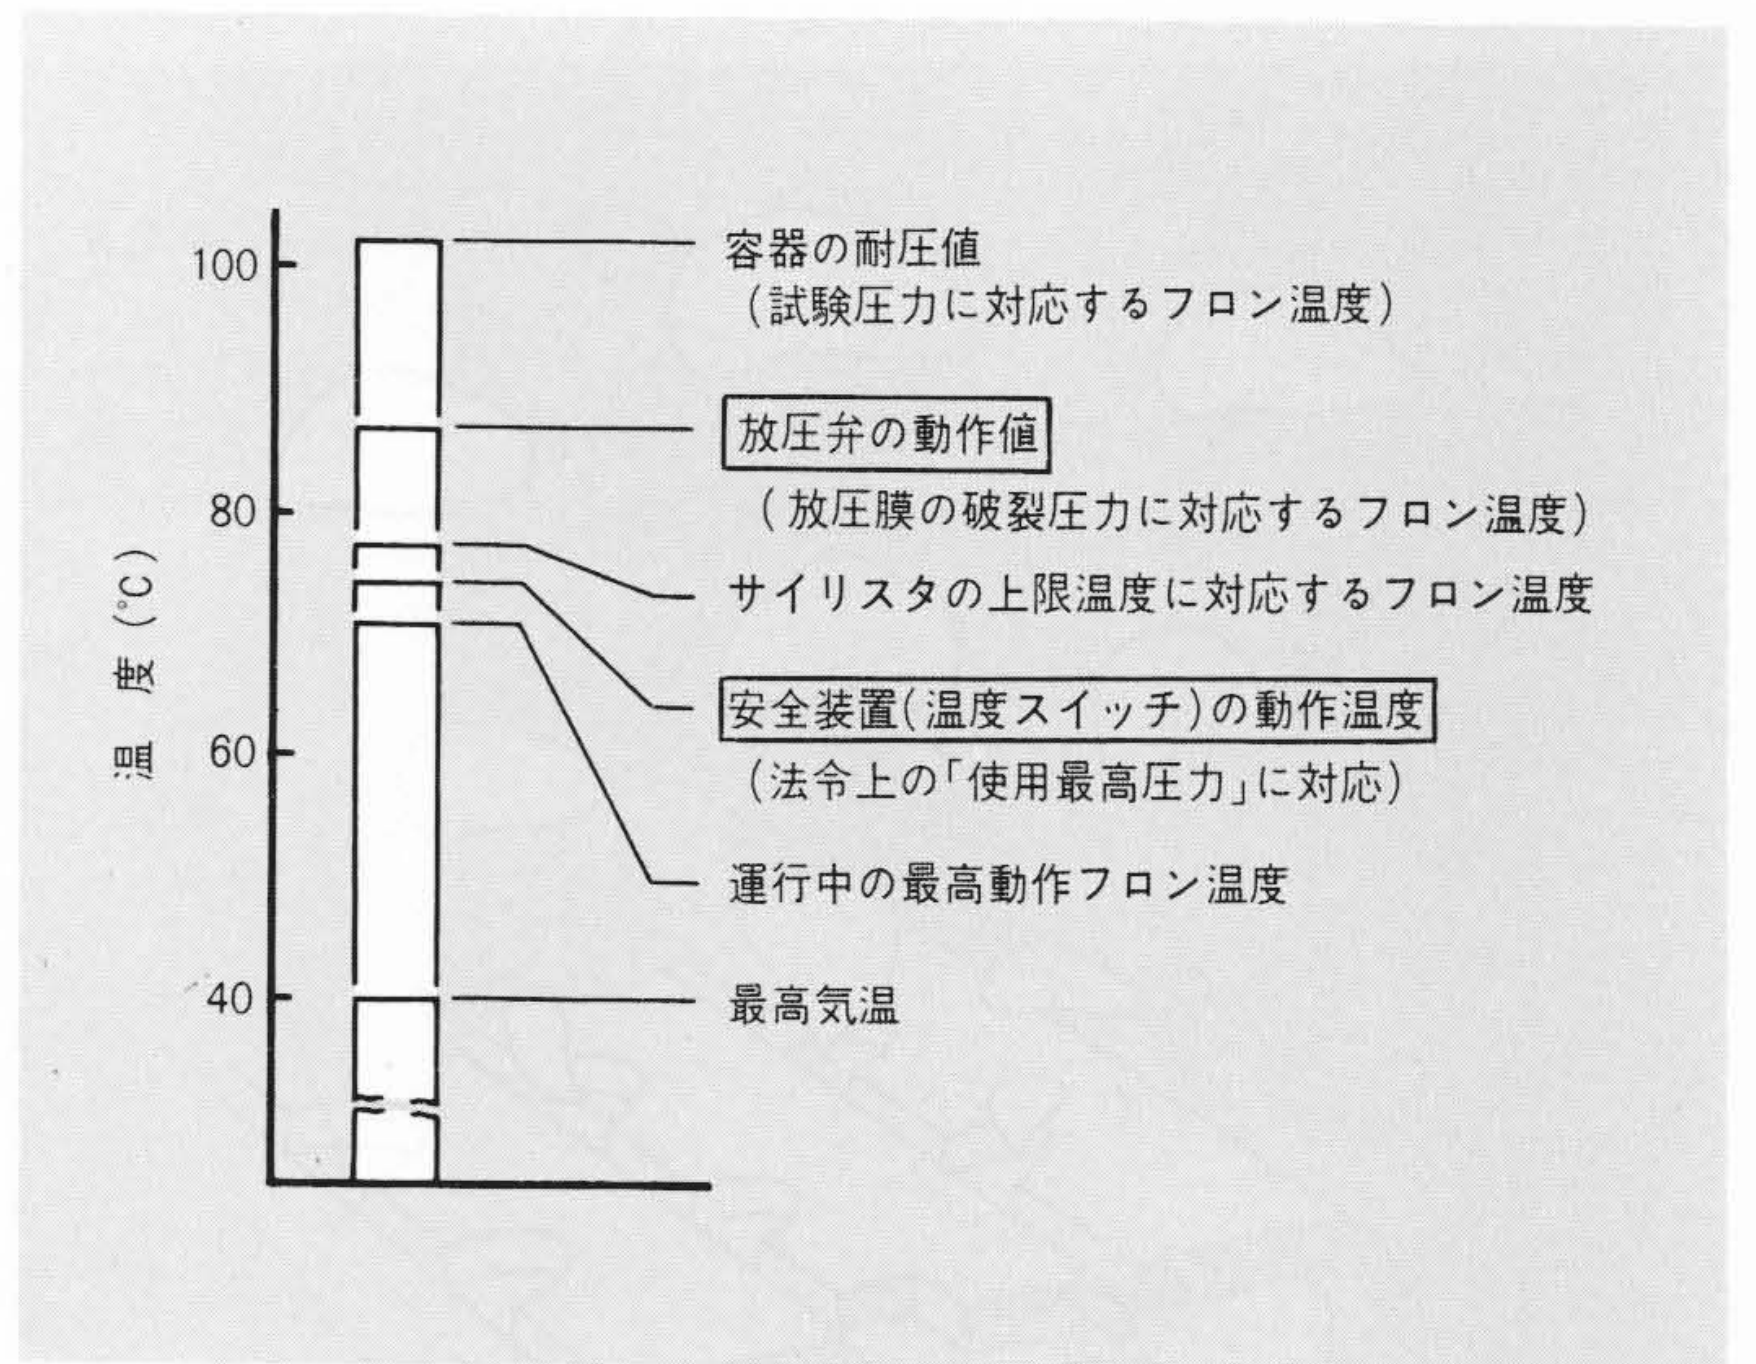 100
80
60
40
温度(℃)
容器の耐圧値
(試験圧力に対応するフロン温度)
放圧弁の動作値
(放圧膜の破裂圧力に対応するフロン温度)
サイリスタの上限温度に対応するフロン温度
安全装置(温度スイッチ)の動作温度
(法令上の「使用最高圧力」に対応)
運行中の最高動作フロン温度
最高気温